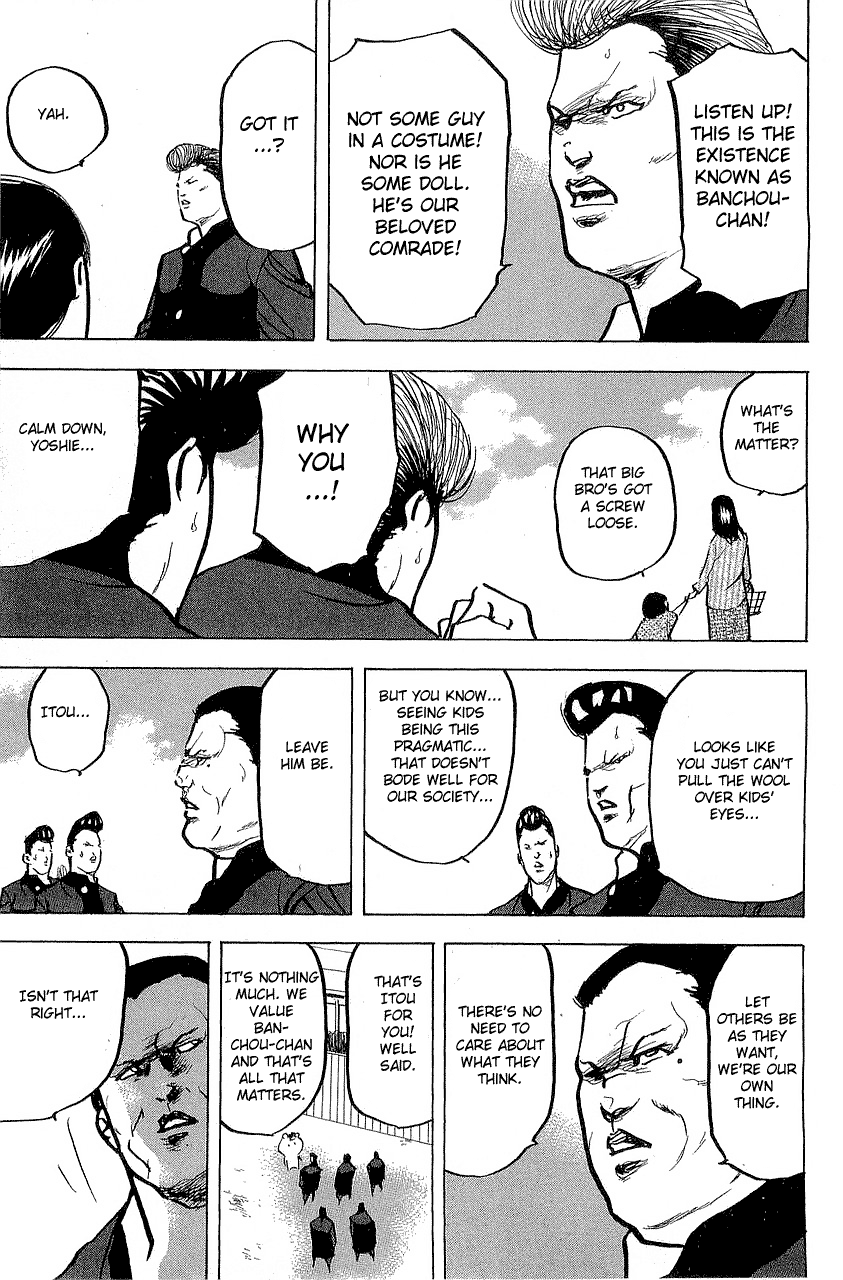 LISTEN UP!
THIS IS THE
EXISTENCE
KNOWN AS
BANCHOU-
CHAN!
NOT SOME GUY
IN A COSTUME!
NOR IS HE
SOME DOLL.
HE'S OUR
BELOVED
COMRADE!
GOT IT
...?
YAH.
WHAT'S
THE
MATTER?
THAT BIG
BRO'S GOT
A SCREW
LOOSE.
WHY
YOU
...!
CALM DOWN,
YOSHIE...
LOOKS LIKE
YOU JUST CAN'T
PULL THE WOOL
OVER KIDS'
EYES...
BUT YOU KNOW...
SEEING KIDS
BEING THIS
PRAGMATIC...
THAT DOESN'T
BODE WELL FOR
OUR SOCIETY...
LEAVE
HIM BE.
ITOU...
LET
OTHERS BE
AS THEY
WANT,
WE'RE OUR
OWN
THING.
THERE'S NO
NEED TO
CARE ABOUT
WHAT THEY
THINK.
THAT'S
ITOU
FOR
YOU!
WELL
SAID.
IT'S NOTHING
MUCH. WE
VALUE
BAN-
CHOU-CHAN
AND THAT'S
ALL THAT
MATTERS.
ISN'T THAT
RIGHT...